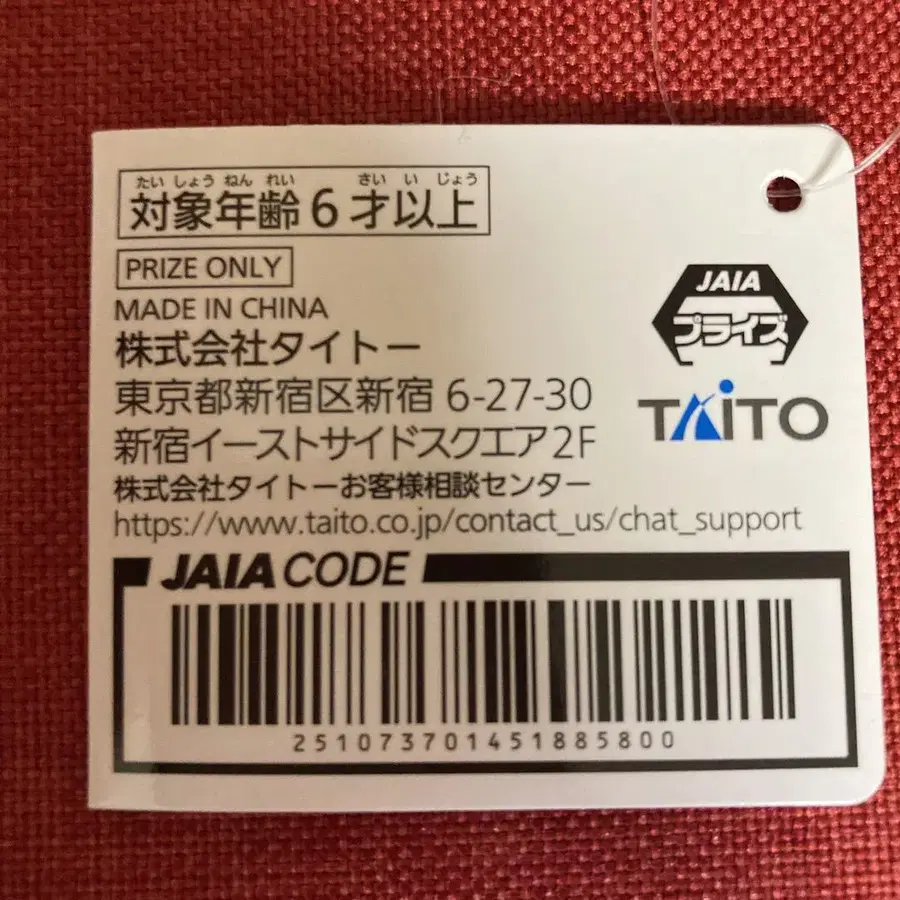 たいしょうねんれい さいいじょう
対象年齢6才以上
PRIZE ONLY
MADE IN CHINA
株式会社タイトー
東京都新宿区新宿 6-27-30
新宿イーストサイドスクエア2F
株式会社タイトーお客様相談センター
https://www.taito.co.jp/contact_us/chat_support
JAIA
プライズ
TAITO
JAIA CODE
251073701451885800